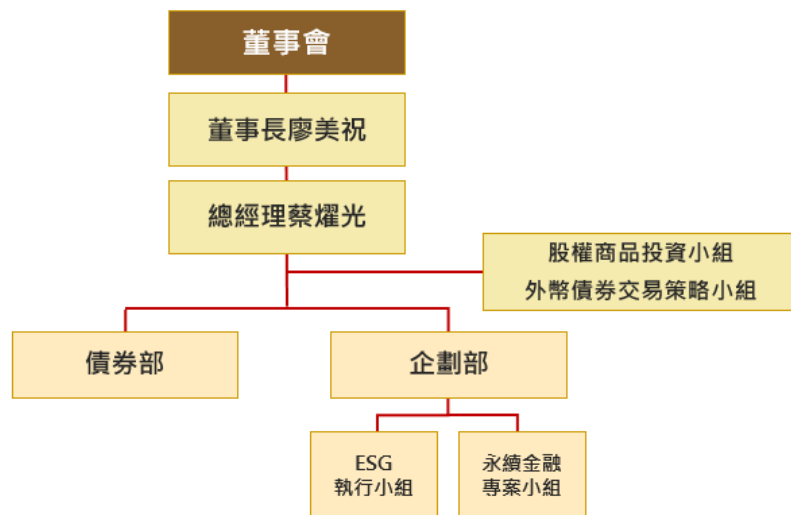 董事會
董事長廖美祝
總經理蔡燿光
股權商品投資小組
外幣債券交易策略小組
債券部
企劃部
ESG
執行小組
永續金融
專案小組